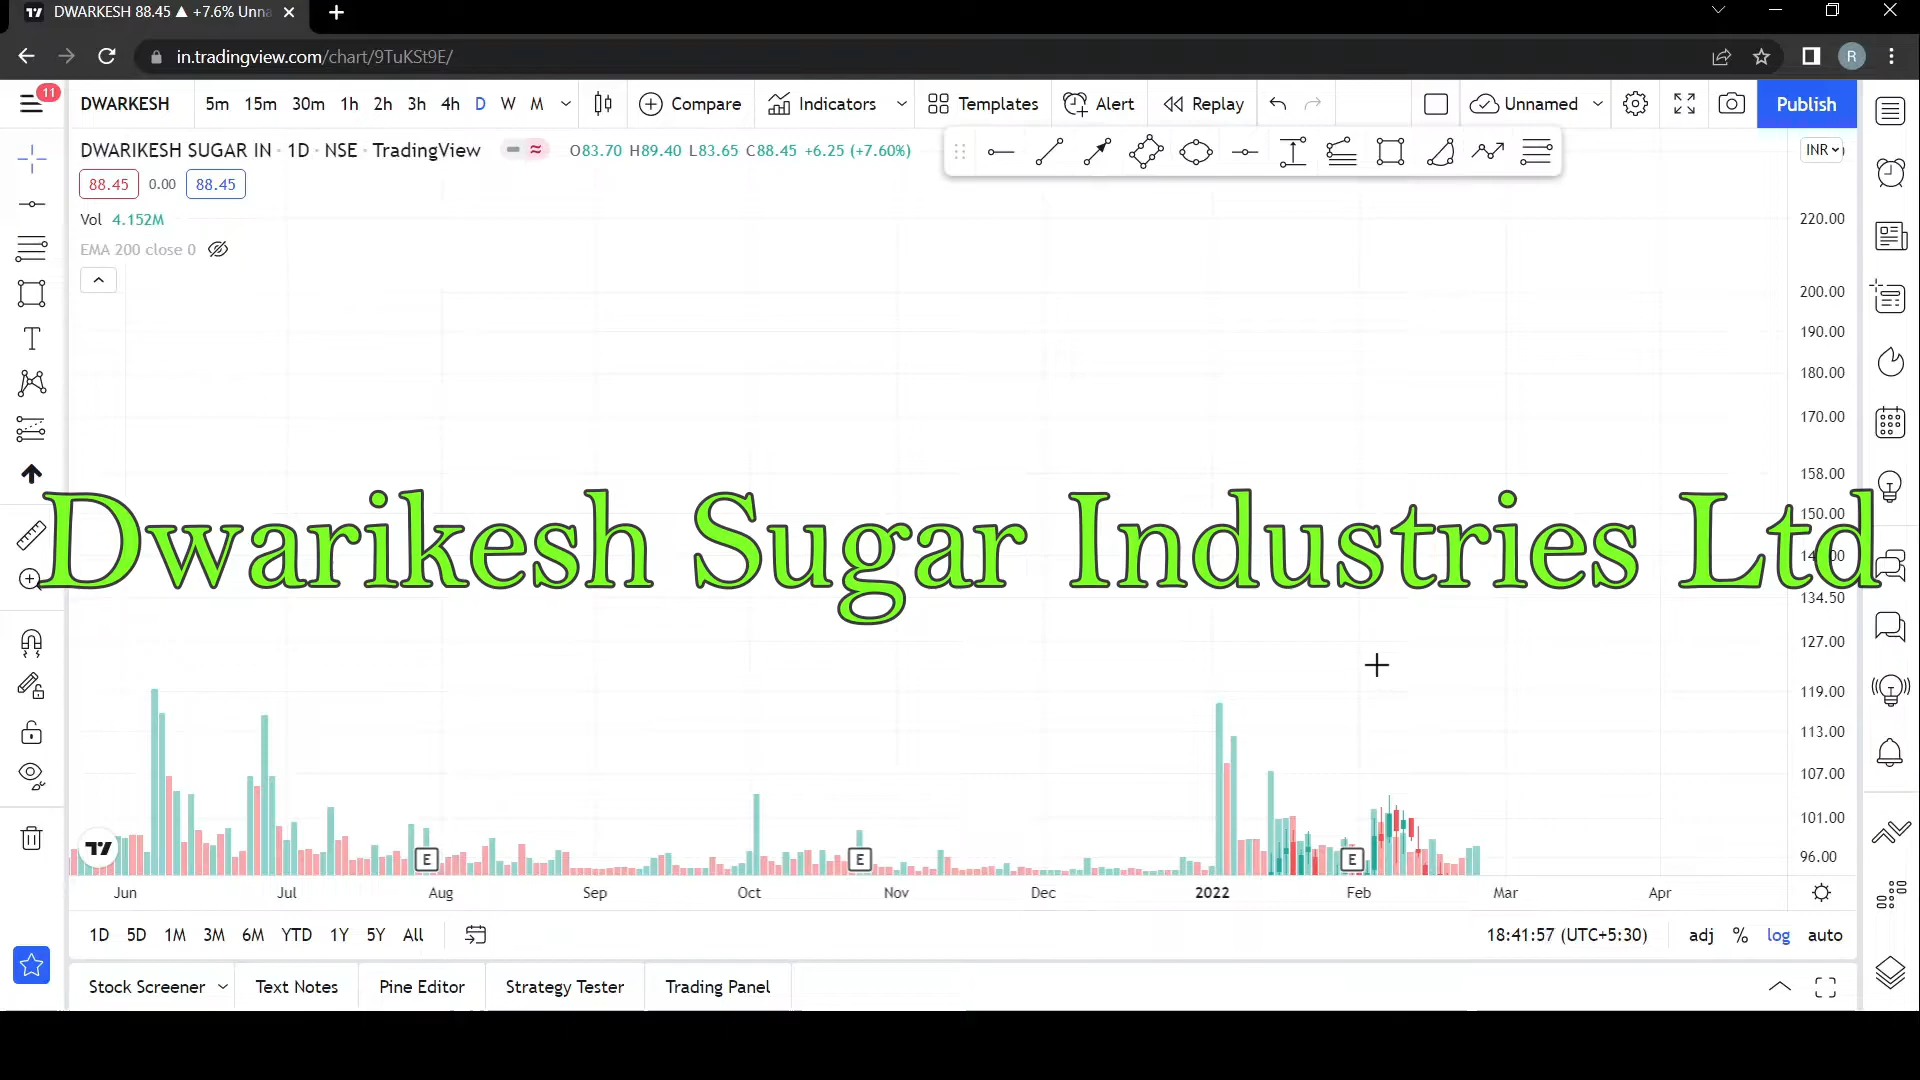 DWARKESH 88.45 ▲ +7.6% Unna
in.tradingview.com/chart/9TuKSt9E/
R
11
DWARKESH 5m 15m 30m 1h 2h 3h 4h D W M Compare Indicators Templates Alert Replay Unnamed Publish
DWARIKESH SUGAR IN · 1D · NSE · TradingView O83.70 H89.40 L83.65 C88.45 +6.25 (+7.60%) INR
88.45 0.00 88.45
Vol 4.152M
220.00
EMA 200 close 0
200.00
190.00
180.00
170.00
158.00
150.00
Dwarikesh Sugar Industries Ltd
134.50
127.00
119.00
113.00
107.00
101.00
96.00
E E E
Jun Jul Aug Sep Oct Nov Dec 2022 Feb Mar Apr
1D 5D 1M 3M 6M YTD 1Y 5Y All 18:41:57 (UTC+5:30) adj % log auto
Stock Screener Text Notes Pine Editor Strategy Tester Trading Panel